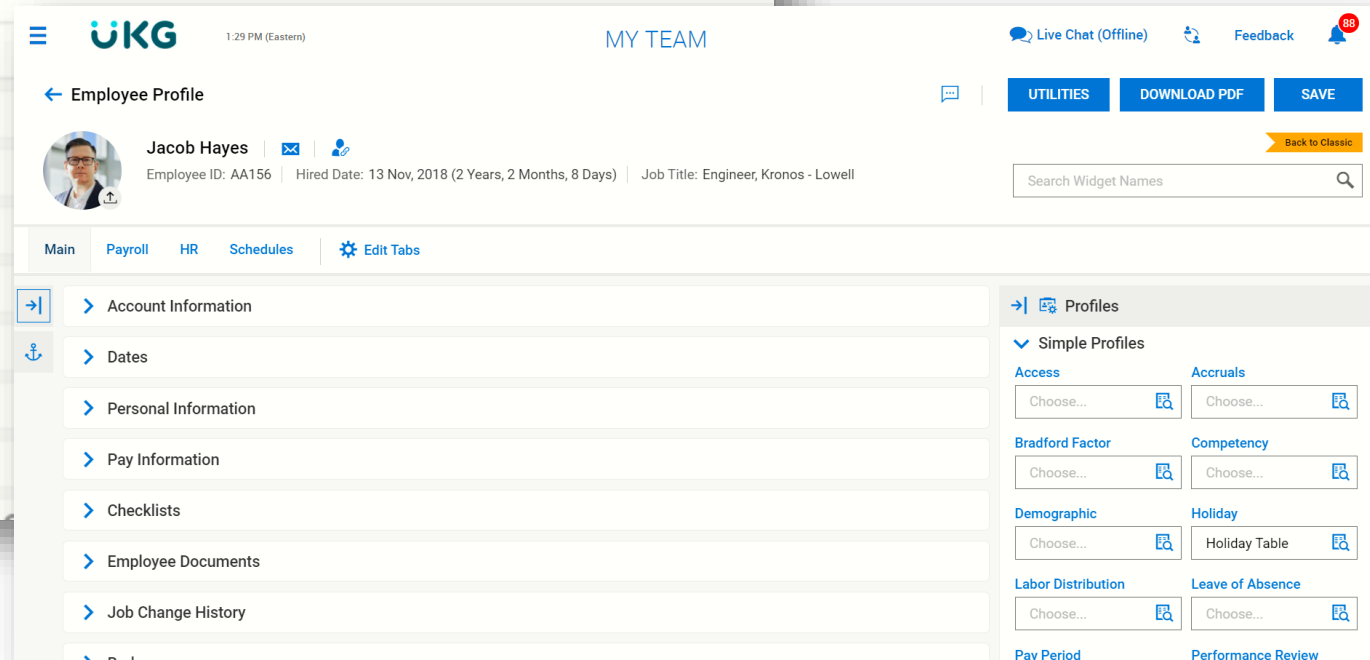 UKG
1:29 PM (Eastern)
MY TEAM
Live Chat (Offline)
Feedback
88
Employee Profile
UTILITIES
DOWNLOAD PDF
SAVE
Jacob Hayes
Back to Classic
Employee ID: AA156
Hired Date: 13 Nov, 2018 (2 Years, 2 Months, 8 Days)
Job Title: Engineer, Kronos - Lowell
Search Widget Names
Main
Payroll
HR
Schedules
Edit Tabs
Account Information
Dates
Personal Information
Pay Information
Checklists
Employee Documents
Job Change History
Profiles
Simple Profiles
Access
Accruals
Choose...
Choose...
Bradford Factor
Competency
Choose...
Choose...
Demographic
Holiday
Choose...
Holiday Table
Labor Distribution
Leave of Absence
Choose...
Choose...
Pay Period
Performance Review